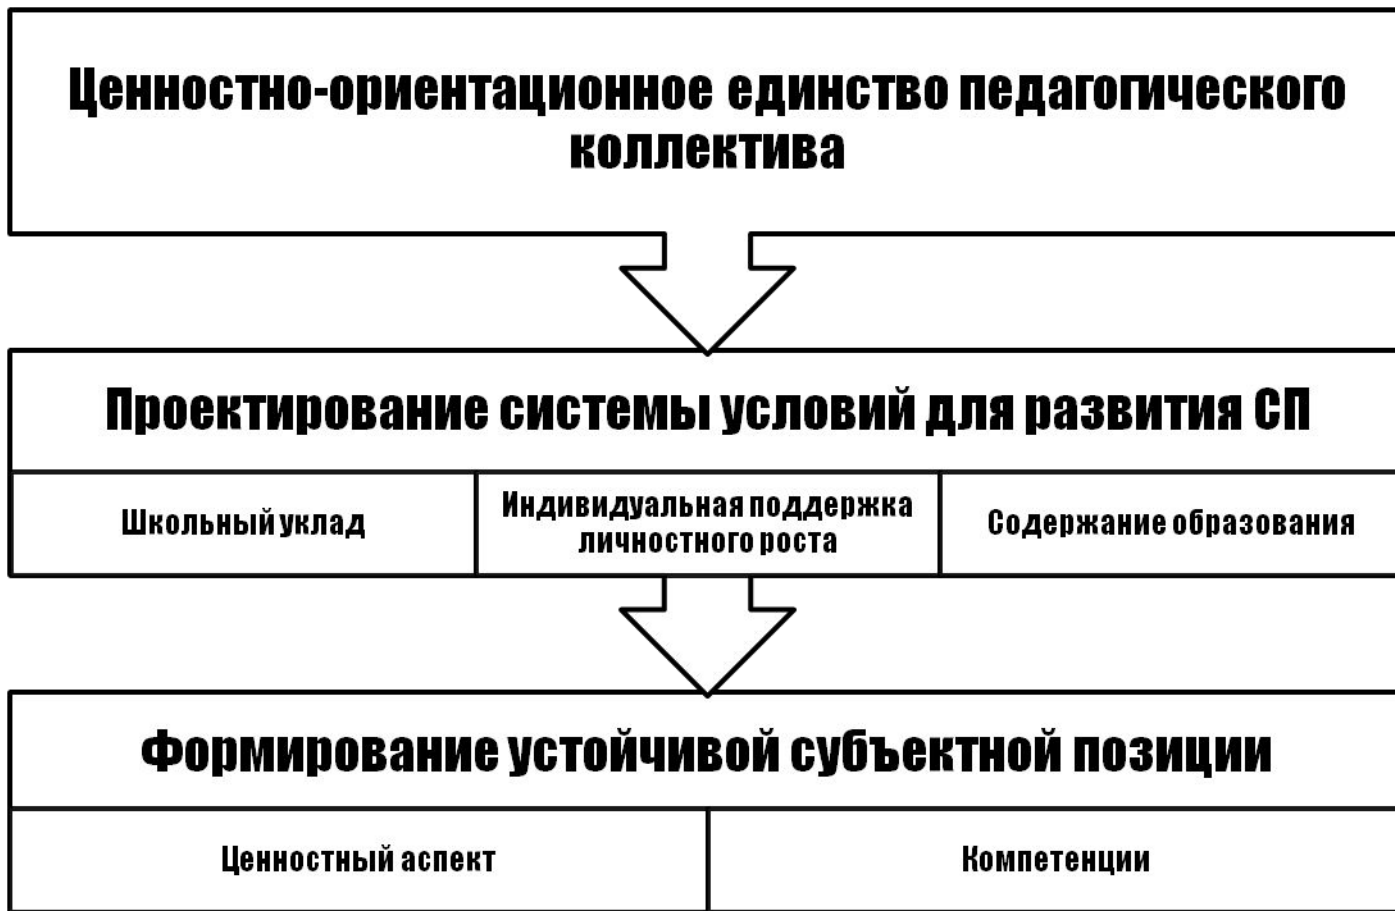 Ценностно-ориентационное единство педагогического
коллектива
Проектирование системы условий для развития СП
Школьный уклад
Индивидуальная поддержка
личностного роста
Содержание образования
Формирование устойчивой субъектной позиции
Ценностный аспект
Компетенции